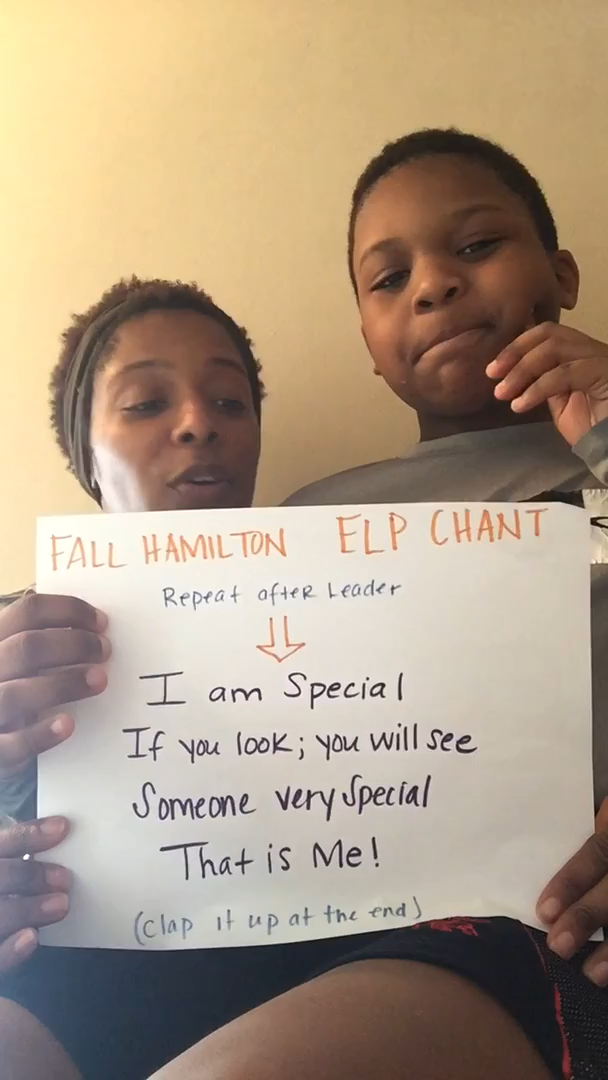 FALL HAMILTON ELP CHANT
Repeat after Leader
I am Special
If you look; you will see
Someone very Special
That is Me!
(Clap it up at the end)